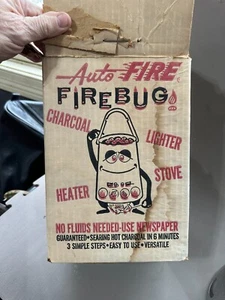 Auto FIRE
FIREBUG
CHARCOAL
LIGHTER
STOVE
HEATER
NO FLUIDS NEEDED-USE NEWSPAPER
GUARANTEED•SEARING HOT CHARCOAL IN 6 MINUTES
3 SIMPLE STEPS•EASY TO USE•VERSATILE